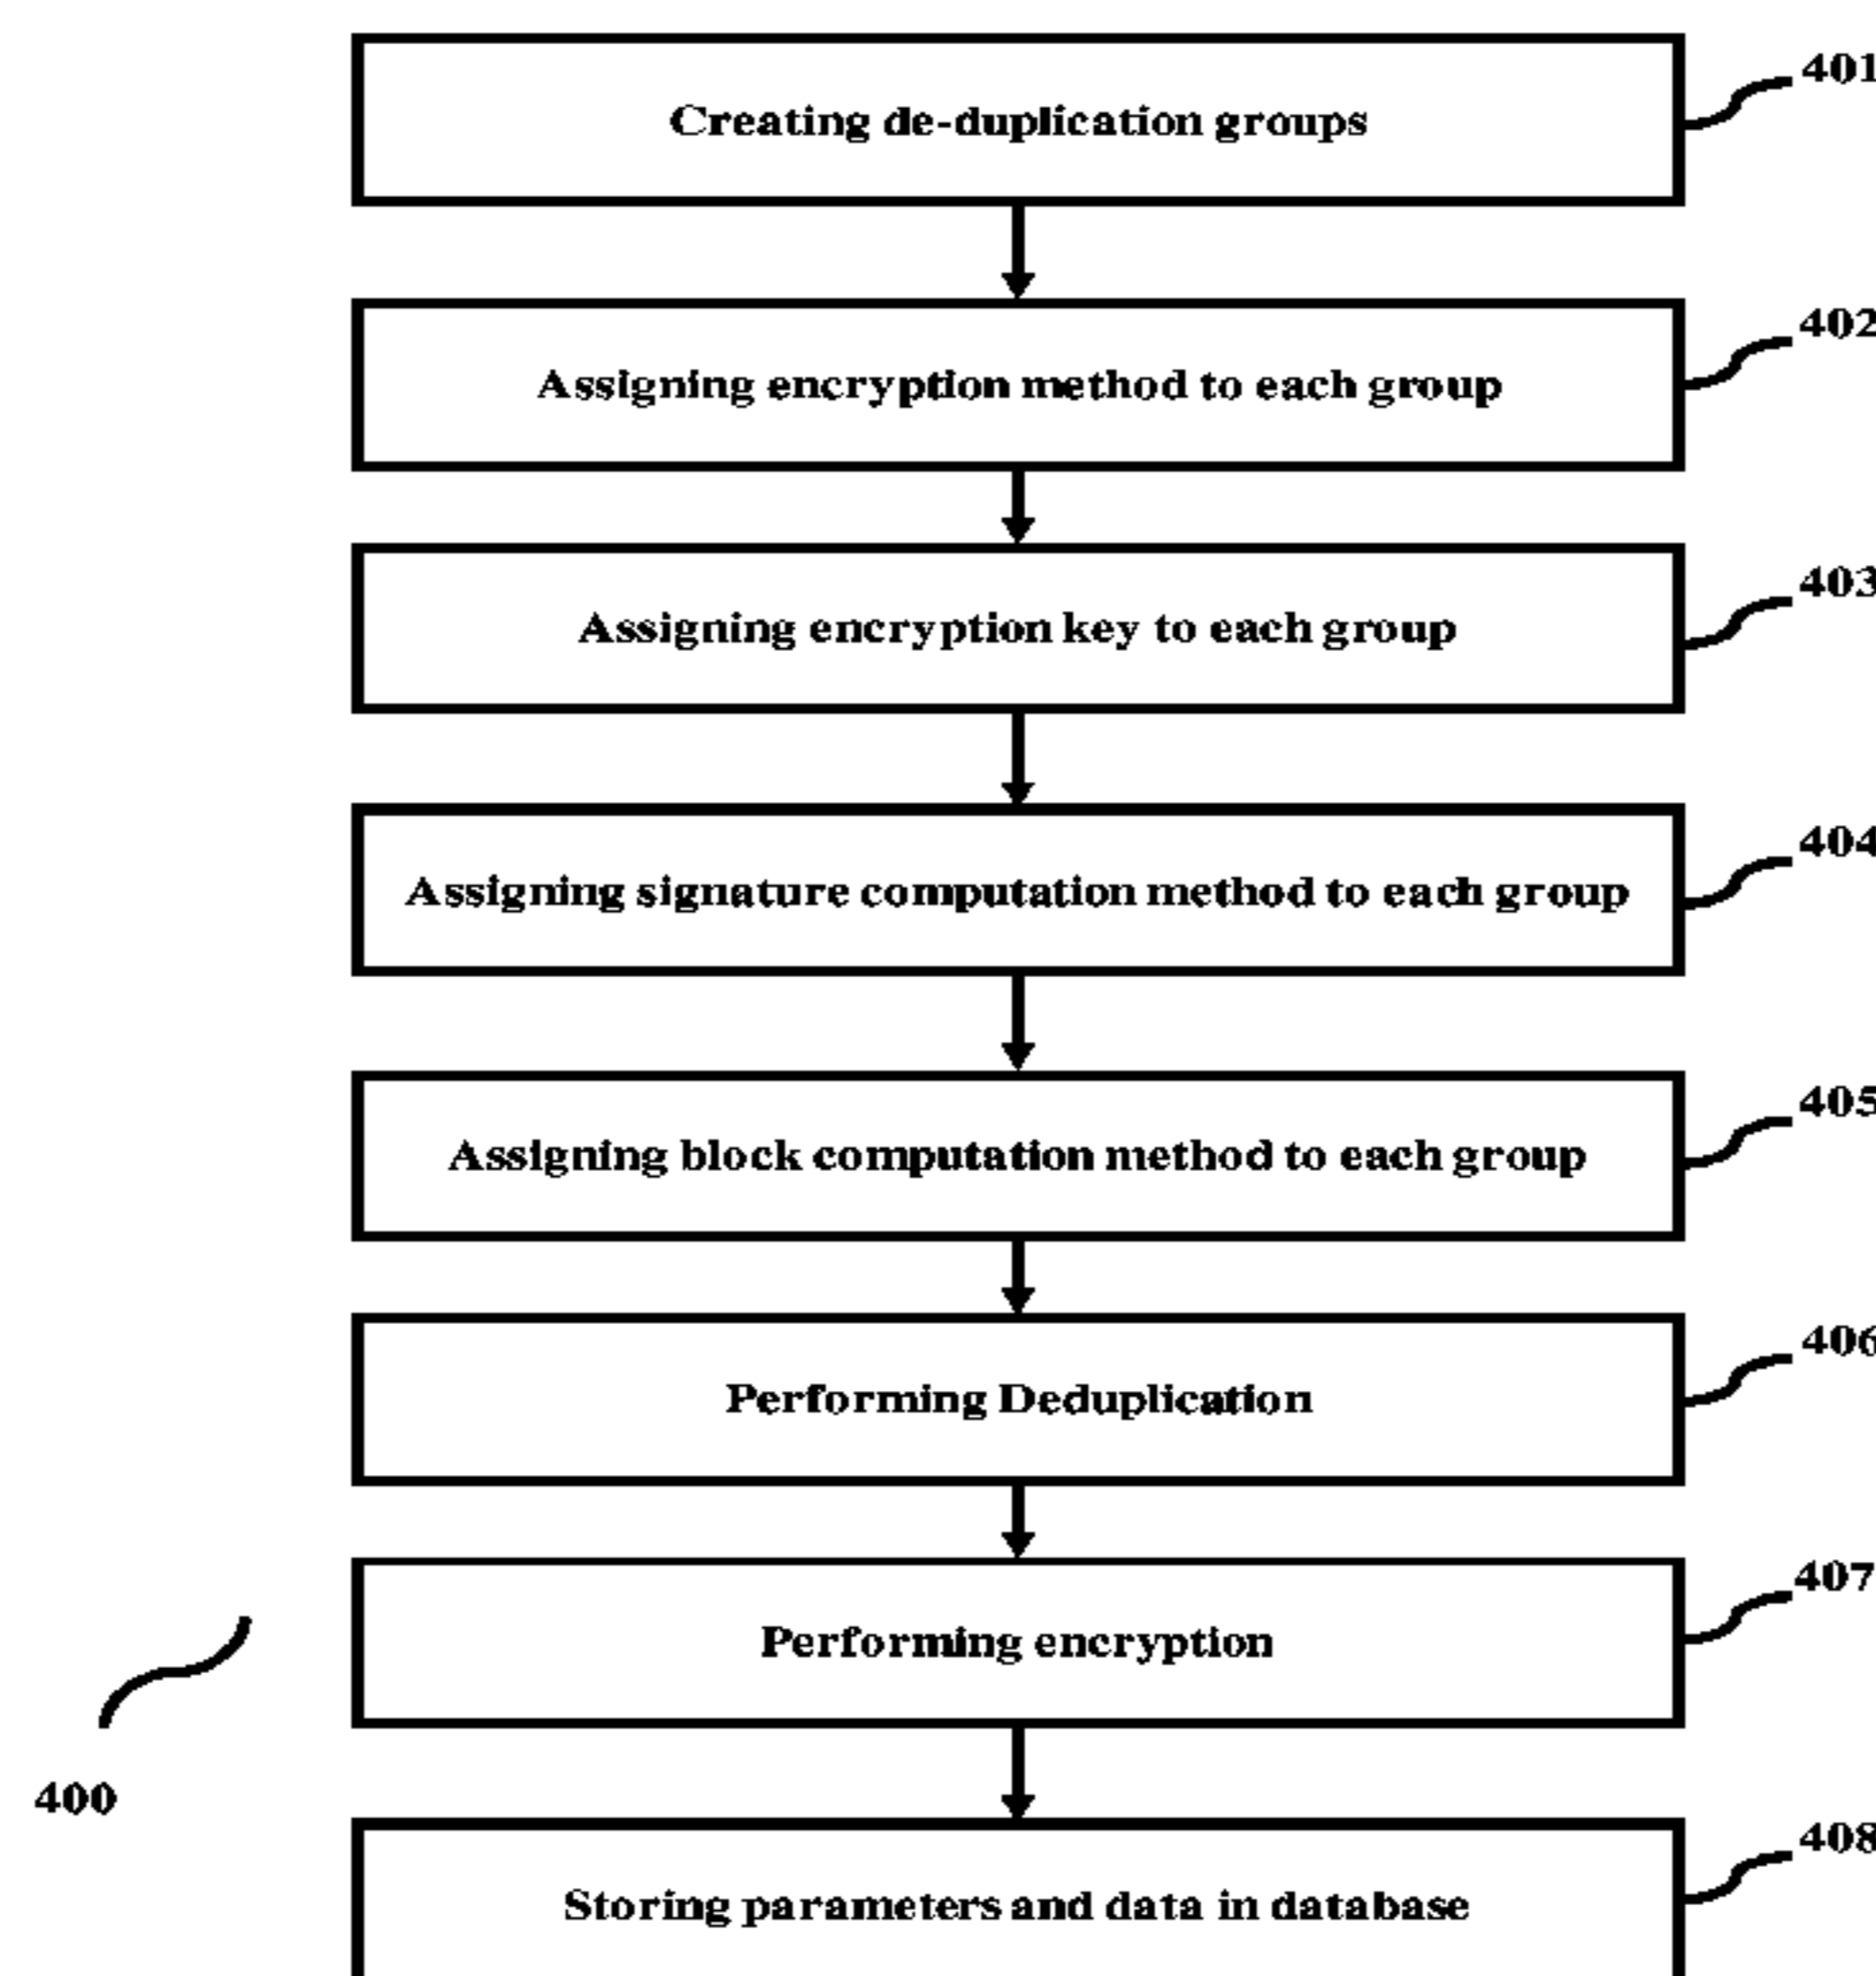 401
Creating de-duplication groups
402
Assigning encryption method to each group
403
Assigning encryption key to each group
404
Assigning signature computation method to each group
405
Assigning block computation method to each group
406
Performing Deduplication
407
Performing encryption
400
408
Storing parameters and data in database